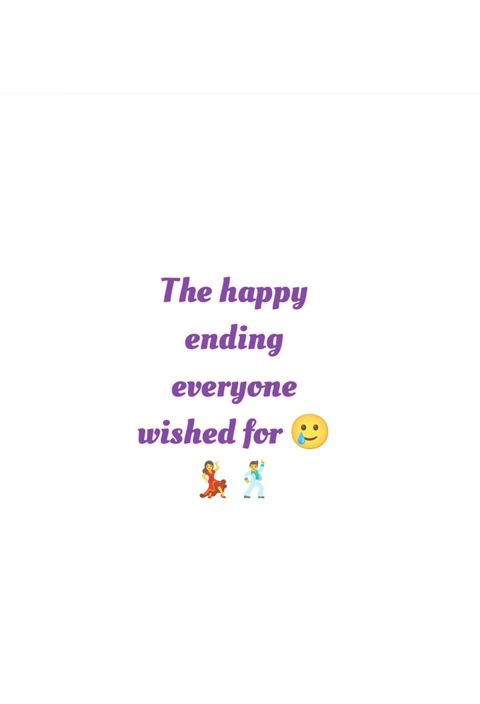 The happy
ending
everyone
wished for 🥲
💃🕺